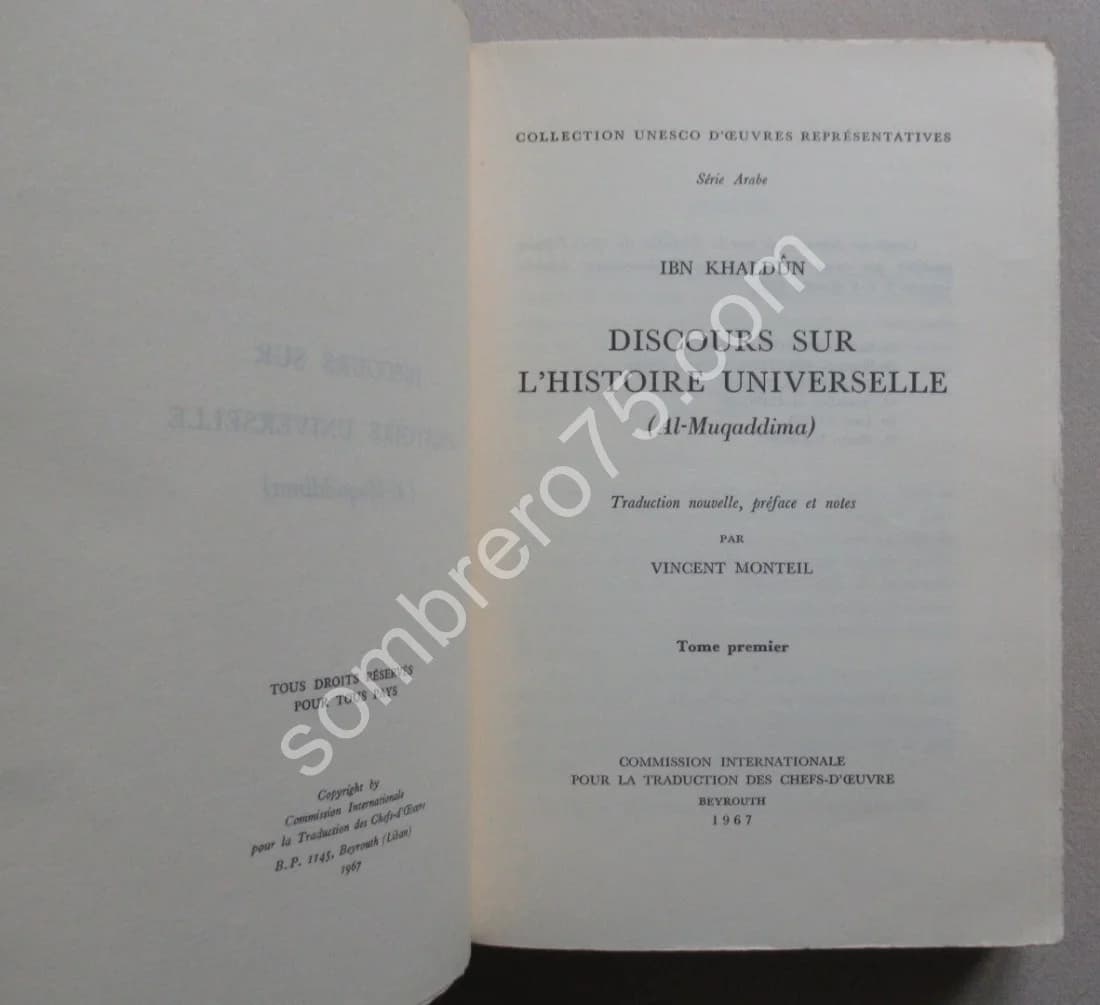 TOUS DROITS RÉSERVÉS
POUR TOUS PAYS
Copyright by
Commission Internationale
pour la Traduction des Chefs-d'Œuvre
B.P. 1145, Beyrouth (Liban)
1967
COLLECTION UNESCO D'ŒUVRES REPRÉSENTATIVES
Série Arabe
IBN KHALDÛN
DISCOURS SUR
L'HISTOIRE UNIVERSELLE
(Al-Muqaddima)
Traduction nouvelle, préface et notes
PAR
VINCENT MONTEIL
Tome premier
COMMISSION INTERNATIONALE
POUR LA TRADUCTION DES CHEFS-D'ŒUVRE
BEYROUTH
1967
sombrero75.com